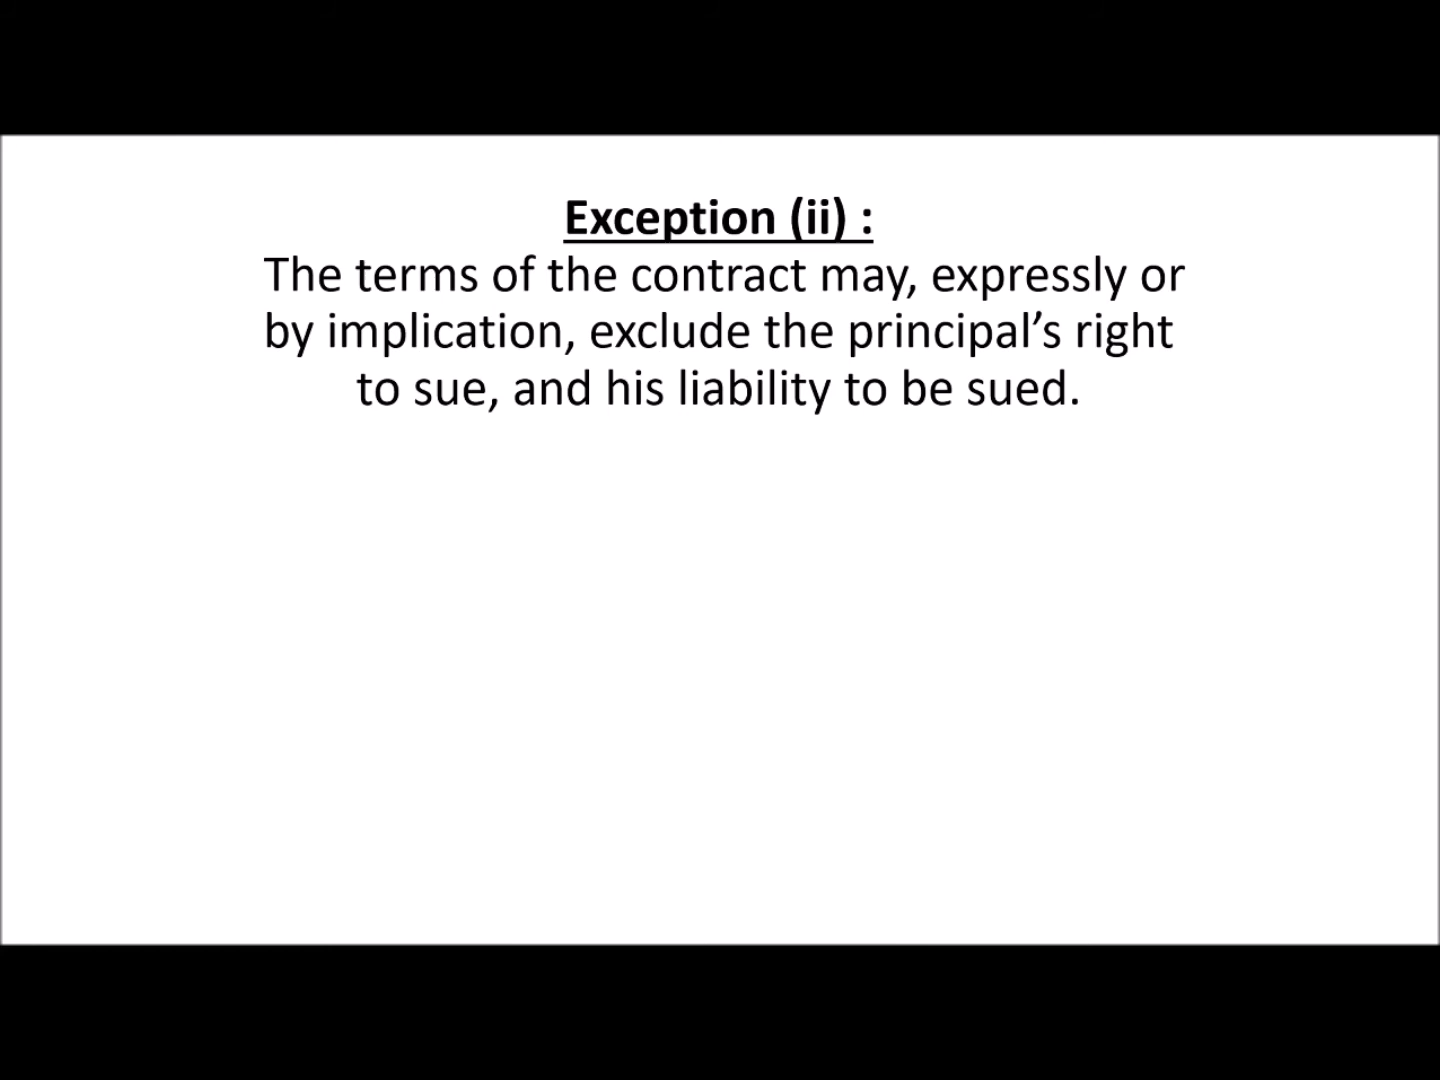 Exception (ii) :
The terms of the contract may, expressly or
by implication, exclude the principal’s right
to sue, and his liability to be sued.